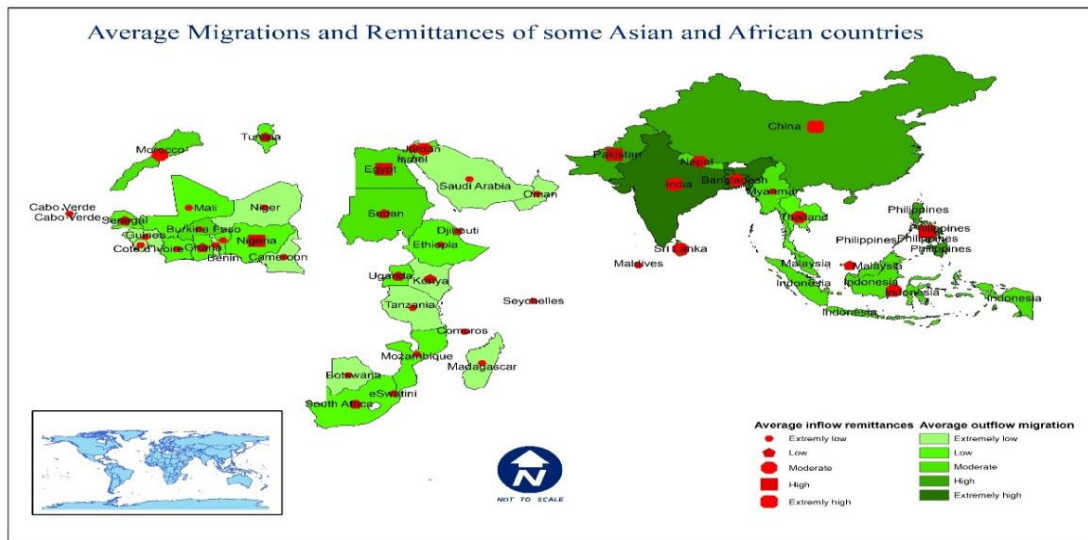 Average Migrations and Remittances of some Asian and African countries
China
Tunisia
Morocco
Jordan
Israel
Pakistan
Nepal
Egypt
Saudi Arabia
India
Bangladesh
Oman
Myanmar
Cabo Verde
Cabo Verde
Mali
Niger
Sudan
Thailand
Philippines
Senegal
Burkina Faso
Djibouti
Philippines
Guinea
Nigeria
Ethiopia
Philippines
Philippines
Philippines
Cote d'Ivoire
Ghana
Benin
Cameroon
Sri Lanka
Maldives
Malaysia
Malaysia
Uganda
Kenya
Indonesia
Indonesia
Indonesia
Indonesia
Indonesia
Tanzania
Seychelles
Comoros
Mozambique
Madagascar
Botswana
eSwatini
South Africa
N
NOT TO SCALE
Average inflow remittances
Extremly low
Low
Moderate
High
Extremly high
Average outflow migration
Extremely low
Low
Moderate
High
Extremely high